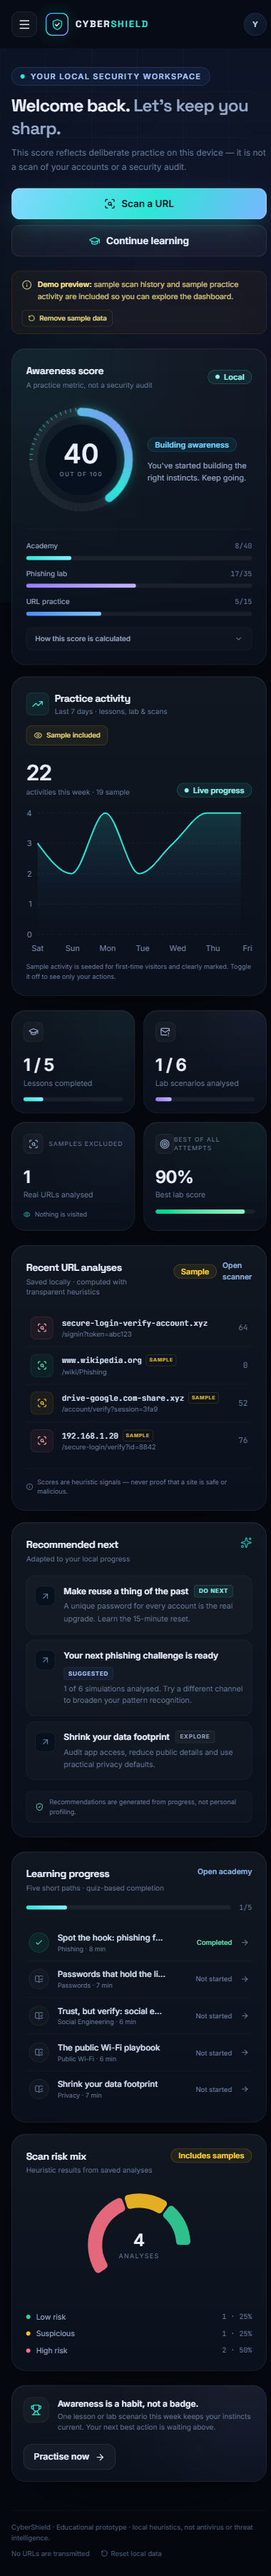 CYBERSHIELD
Y
YOUR LOCAL SECURITY WORKSPACE
Welcome back. Let's keep you
sharp.
This score reflects deliberate practice on this device — it is not
a scan of your accounts or a security audit.
Scan a URL
Continue learning
Demo preview: sample scan history and sample practice
activity are included so you can explore the dashboard.
Remove sample data
Awareness score
A practice metric, not a security audit
Local
40
OUT OF 100
Building awareness
You've started building the
right instincts. Keep going.
Academy 8/40
Phishing lab 17/35
URL practice 5/15
How this score is calculated
Practice activity
Last 7 days · lessons, lab & scans
Sample included
22
activities this week · 19 sample
Live progress
4
3
2
1
0
Sat Sun Mon Tue Wed Thu Fri
Sample activity is seeded for first-time visitors and clearly marked. Toggle
it off to see only your actions.
1/5
Lessons completed
1/6
Lab scenarios analysed
SAMPLES EXCLUDED
1
Real URLs analysed
Nothing is visited
BEST OF ALL
ATTEMPTS
90%
Best lab score
Recent URL analyses
Saved locally · computed with
transparent heuristics
Sample
Open
scanner
secure-login-verify-account.xyz
/signin?token=abc123
64
www.wikipedia.org SAMPLE
/wiki/Phishing
0
drive-google.com-share.xyz SAMPLE
/account/verify?session=3fa9
52
192.168.1.20 SAMPLE
/secure-login/verify?id=8842
76
Scores are heuristic signals — never proof that a site is safe or
malicious.
Recommended next
Adapted to your local progress
Make reuse a thing of the past DO NEXT
A unique password for every account is the real
upgrade. Learn the 15-minute reset.
Your next phishing challenge is ready
SUGGESTED
1 of 6 simulations analysed. Try a different channel
to broaden your pattern recognition.
Shrink your data footprint EXPLORE
Audit app access, reduce public details and use
practical privacy defaults.
Recommendations are generated from progress, not personal
profiling.
Learning progress
Open academy
Five short paths · quiz-based completion
1/5
Spot the hook: phishing f...
Phishing · 8 min
Completed
Passwords that hold the li...
Passwords · 7 min
Not started
Trust, but verify: social e...
Social Engineering · 6 min
Not started
The public Wi-Fi playbook
Public Wi-Fi · 6 min
Not started
Shrink your data footprint
Privacy · 7 min
Not started
Scan risk mix
Includes samples
Heuristic results from saved analyses
4
ANALYSES
Low risk 1 · 25%
Suspicious 1 · 25%
High risk 2 · 50%
Awareness is a habit, not a badge.
One lesson or lab scenario this week keeps your instincts
current. Your next best action is waiting above.
Practise now
CyberShield · Educational prototype · local heuristics, not antivirus or threat
intelligence.
No URLs are transmitted
Reset local data